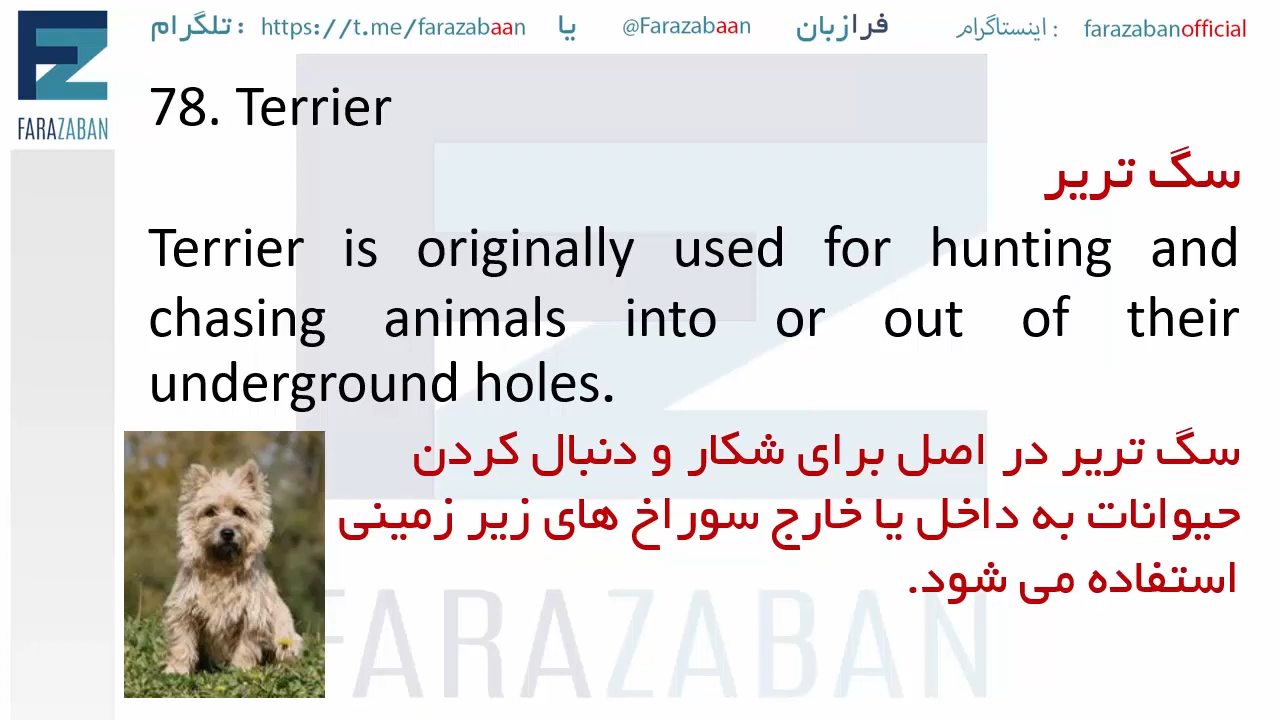 تلگرام : https://t.me/farazabaan یا @Farazabaan فرازبان اینستاگرام : farazabanofficial
FZ
FARAZABAN
78. Terrier
سگ تریر
Terrier is originally used for hunting and
chasing animals into or out of their
underground holes.
سگ تریر در اصل برای شکار و دنبال کردن
حیوانات به داخل یا خارج سوراخ های زیر زمینی
استفاده می شود.
FARAZABAN